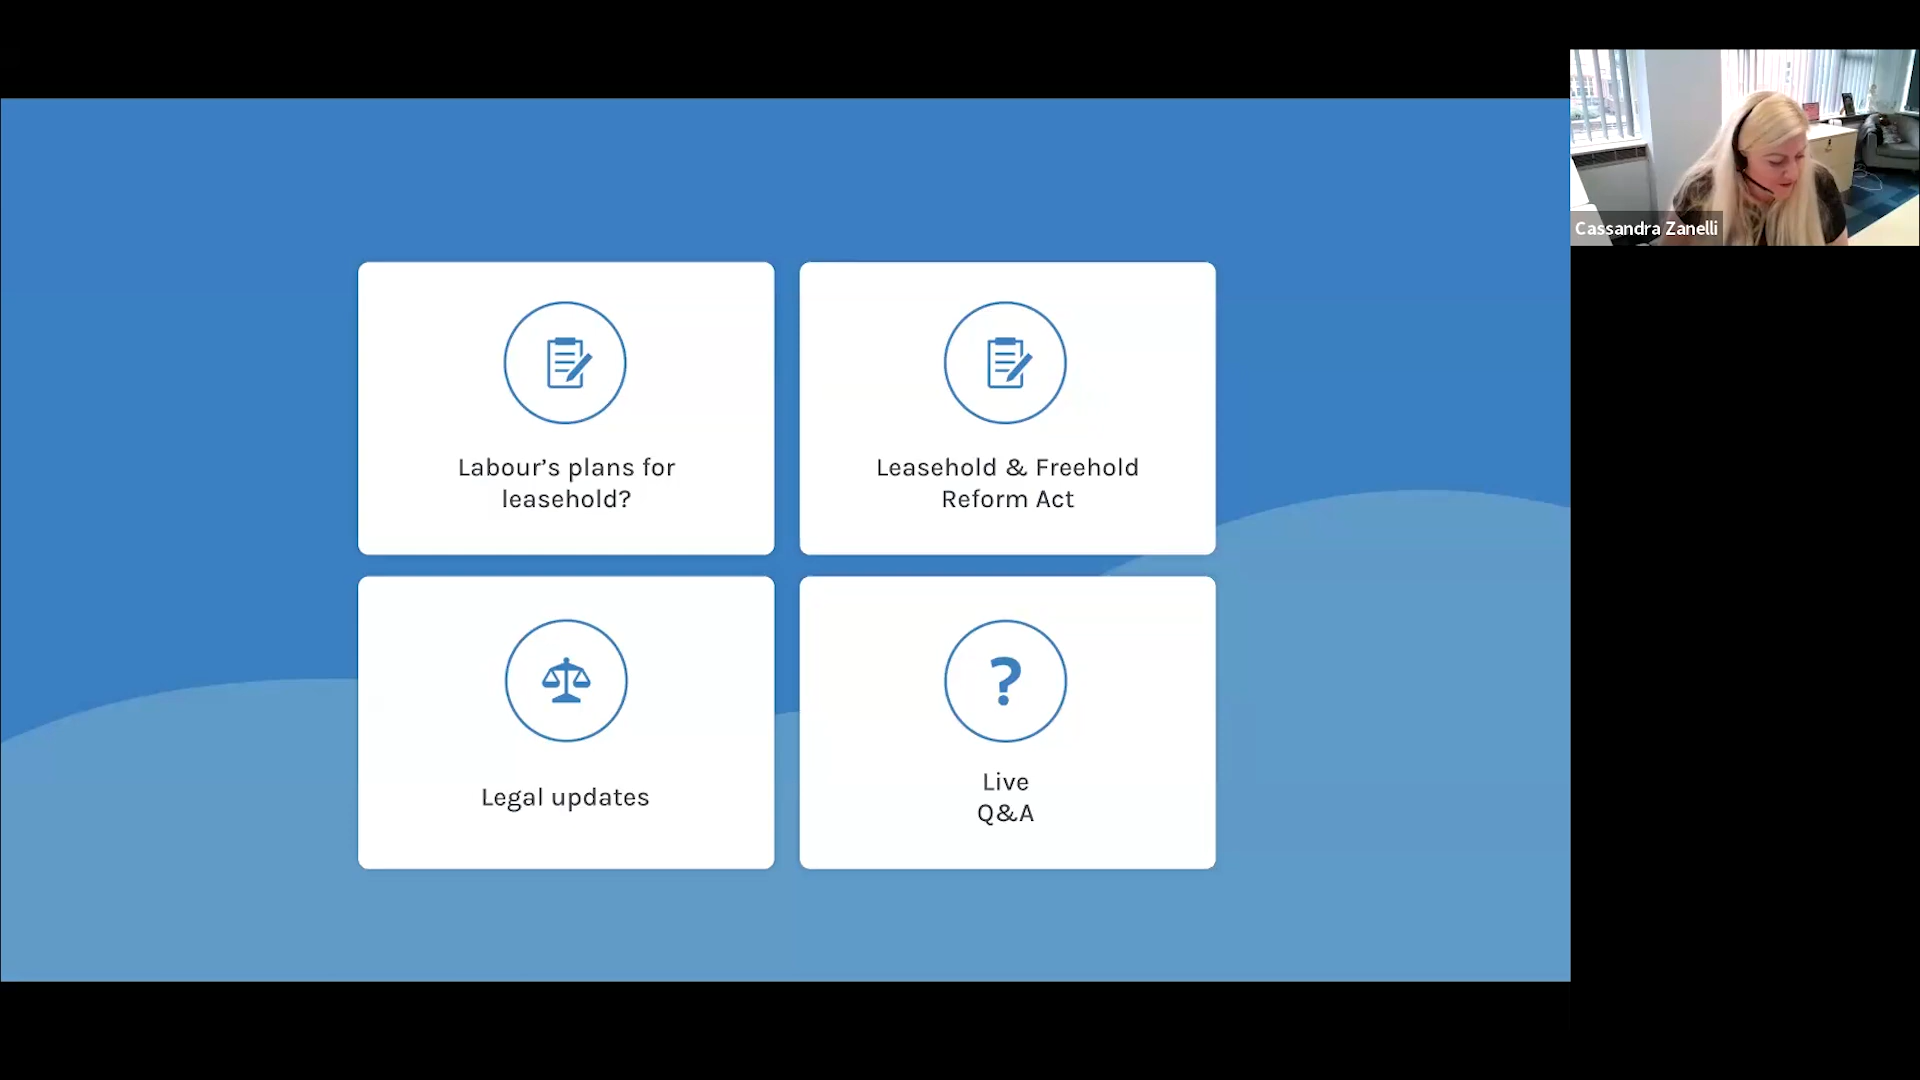 Labour’s plans for
leasehold?
Leasehold & Freehold
Reform Act
Legal updates
?
Live
Q&A
Cassandra Zanelli